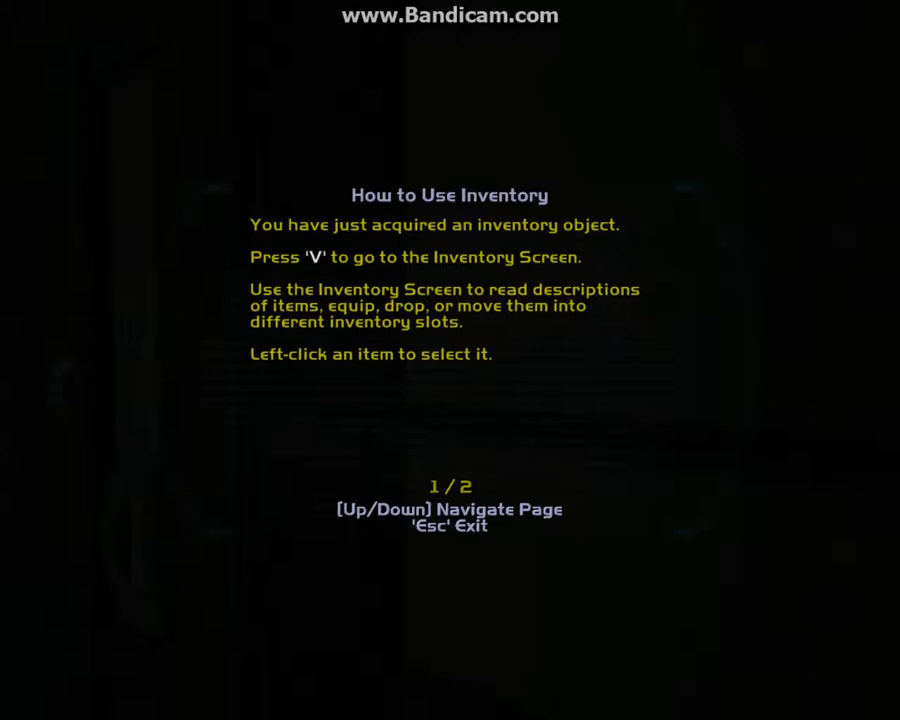 www.Bandicam.com
How to Use Inventory
You have just acquired an inventory object.
Press 'V' to go to the Inventory Screen.
Use the Inventory Screen to read descriptions
of items, equip, drop, or move them into
different inventory slots.
Left-click an item to select it.
1 / 2
[Up/Down] Navigate Page
'Esc' Exit